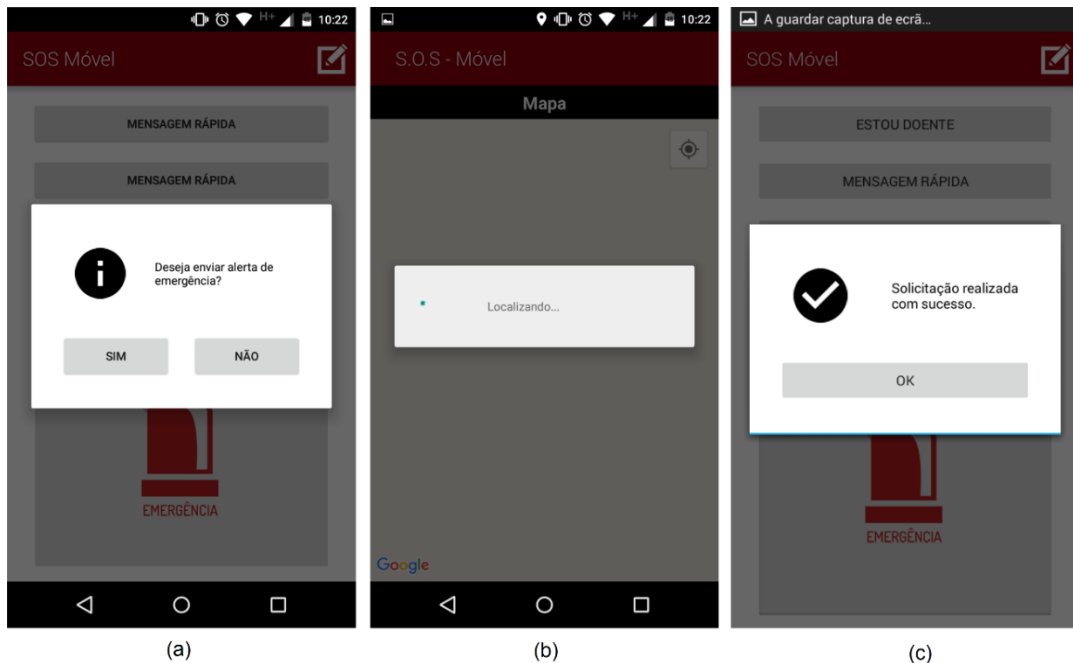 H+ 10:22
SOS Móvel
MENSAGEM RÁPIDA
MENSAGEM RÁPIDA
Deseja enviar alerta de
emergência?
SIM NÃO
EMERGÊNCIA
(a)
H+ 10:22
S.O.S - Móvel
Mapa
Localizando...
Google
(b)
A guardar captura de ecrã...
SOS Móvel
ESTOU DOENTE
MENSAGEM RÁPIDA
Solicitação realizada
com sucesso.
OK
EMERGÊNCIA
(c)